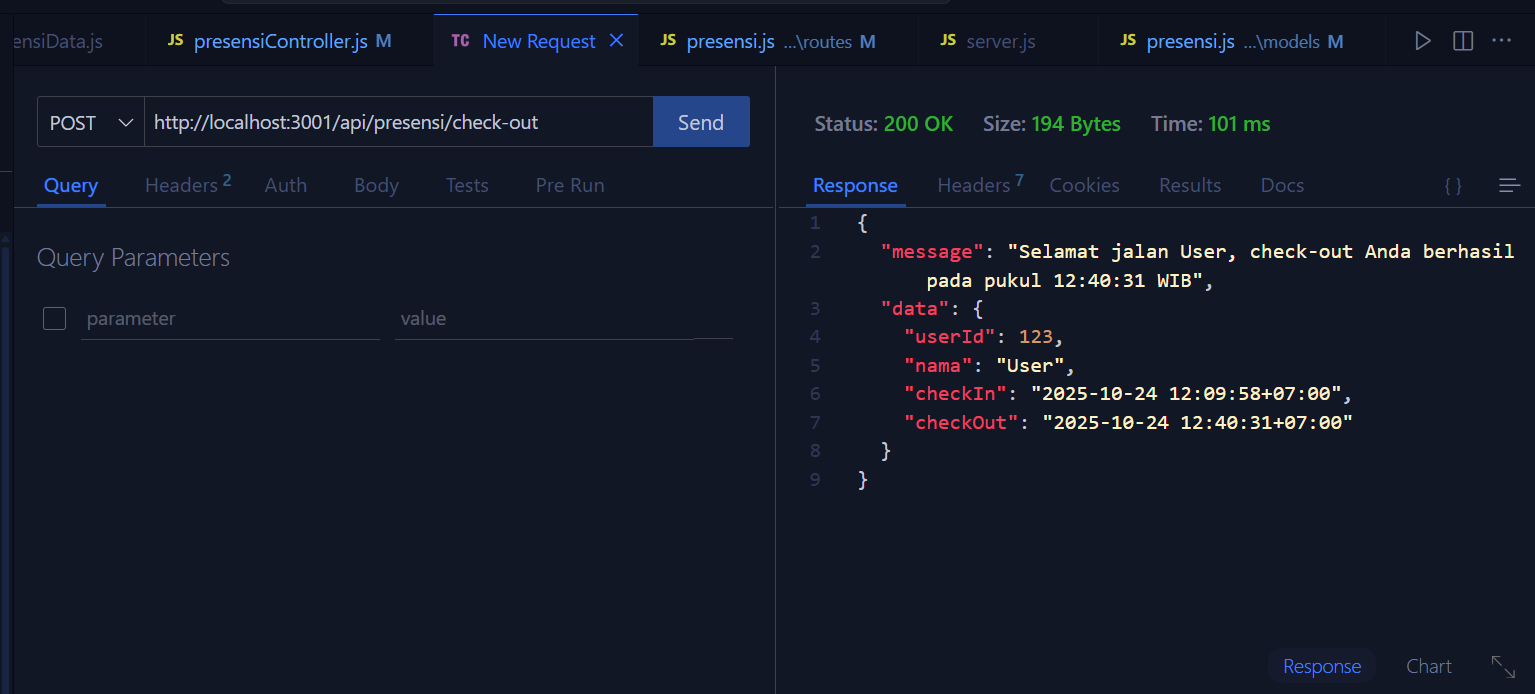 ensiData.js
JS presensiController.js M
TC New Request
JS presensi.js ...\routes M
JS server.js
JS presensi.js ...\models M
POST http://localhost:3001/api/presensi/check-out Send
Query Headers 2 Auth Body Tests Pre Run
Query Parameters
parameter value
Status: 200 OK Size: 194 Bytes Time: 101 ms
Response Headers 7 Cookies Results Docs { }
1 {
2 "message": "Selamat jalan User, check-out Anda berhasil
pada pukul 12:40:31 WIB",
3 "data": {
4 "userId": 123,
5 "nama": "User",
6 "checkIn": "2025-10-24 12:09:58+07:00",
7 "checkOut": "2025-10-24 12:40:31+07:00"
8 }
9 }
Response Chart